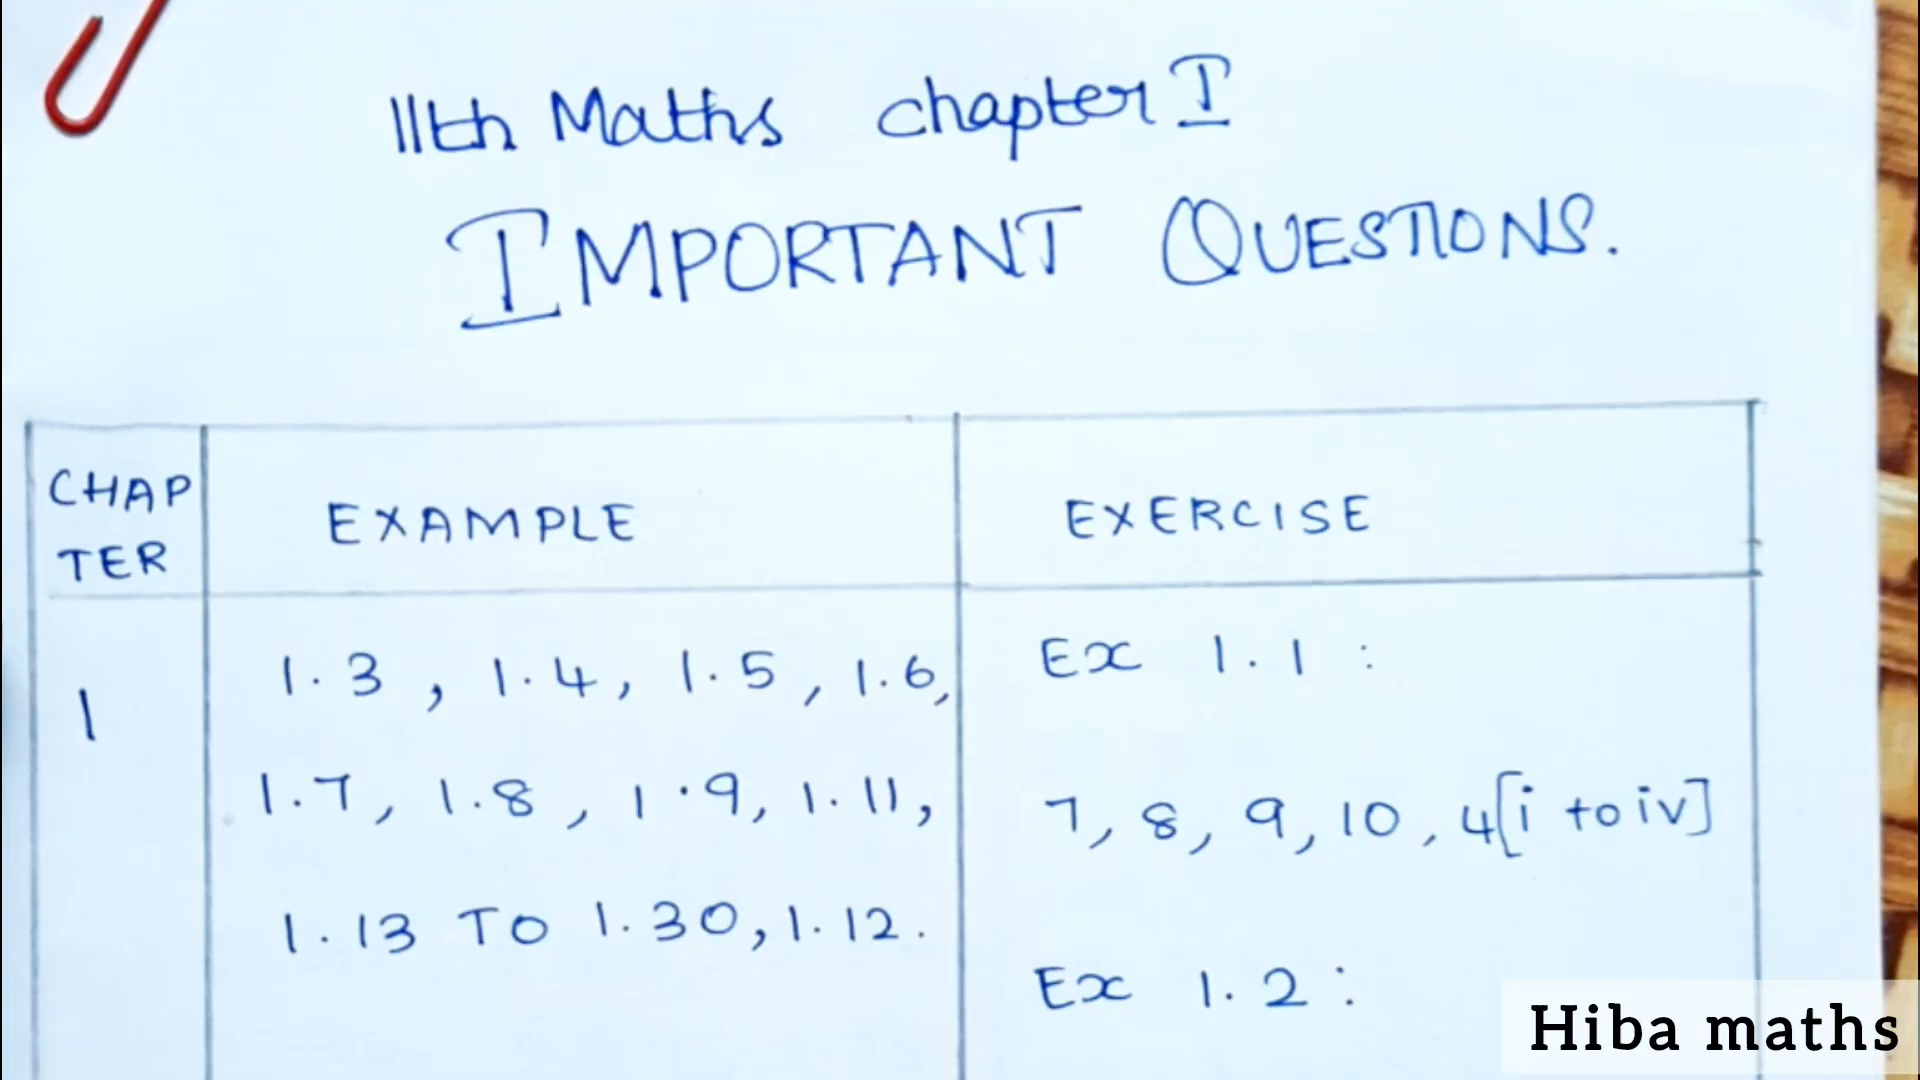 11th Maths chapter I
IMPORTANT QUESTIONS.
CHAP
TER
EXAMPLE
EXERCISE
1
1.3, 1.4, 1.5, 1.6,
1.7, 1.8, 1.9, 1.11,
1.13 TO 1.30, 1.12.
Ex 1.1 :
7, 8, 9, 10, 4[i to iv]
Ex 1.2 :
Hiba maths